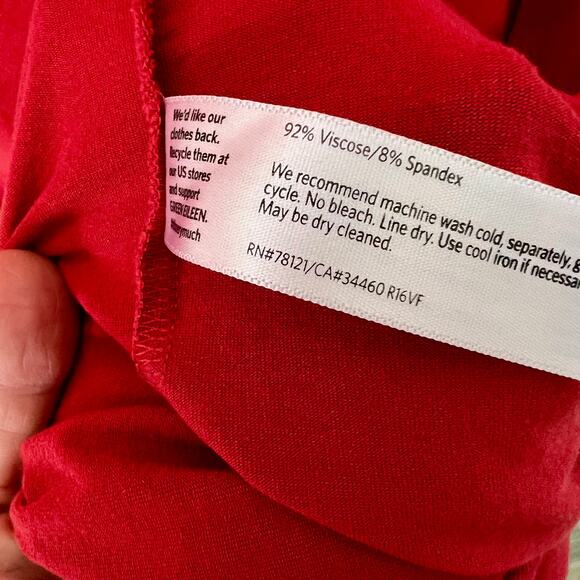 We'd like our
clothes back.
Recycle them at
our US stores
and support
GREEN EILEEN.
92% Viscose/8% Spandex
We recommend machine wash cold, separately, g
cycle. No bleach. Line dry. Use cool iron if necessar
May be dry cleaned.
RN#78121/CA#34460 R16VF